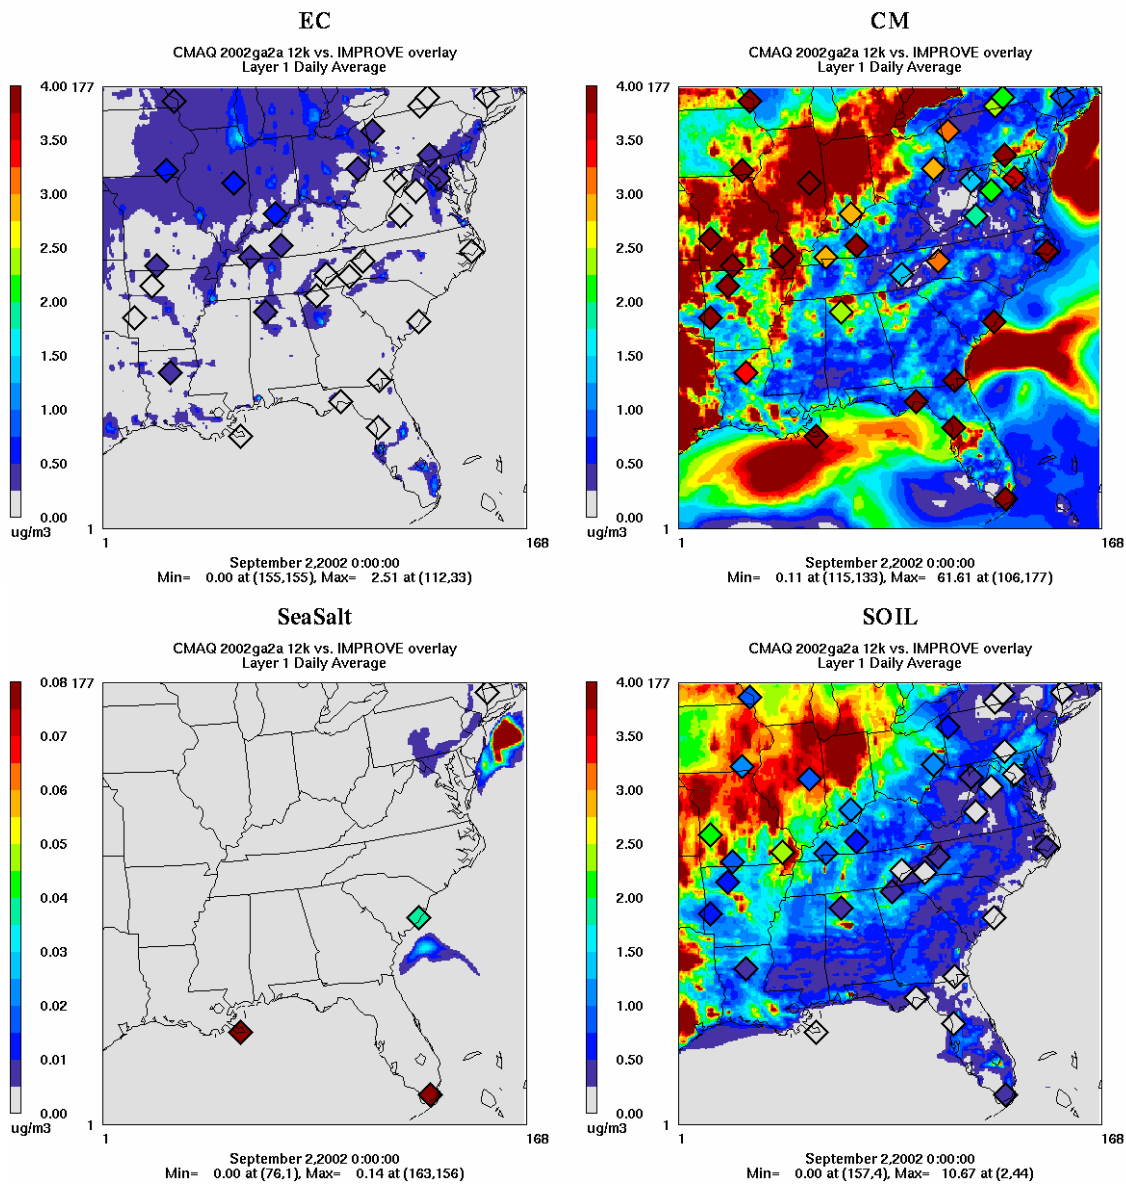 EC
CMAQ 2002ga2a 12k vs. IMPROVE overlay
Layer 1 Daily Average
4.00 177
3.50
3.00
2.50
2.00
1.50
1.00
0.50
0.00
ug/m3
1
1 168
September 2,2002 0:00:00
Min= 0.00 at (155,155), Max= 2.51 at (112,33)
CM
CMAQ 2002ga2a 12k vs. IMPROVE overlay
Layer 1 Daily Average
4.00 177
3.50
3.00
2.50
2.00
1.50
1.00
0.50
0.00
ug/m3
1
1 168
September 2,2002 0:00:00
Min= 0.11 at (115,133), Max= 61.61 at (106,177)
SeaSalt
CMAQ 2002ga2a 12k vs. IMPROVE overlay
Layer 1 Daily Average
0.08 177
0.07
0.06
0.05
0.04
0.03
0.02
0.01
0.00
ug/m3
1
1 168
September 2,2002 0:00:00
Min= 0.00 at (76,1), Max= 0.14 at (163,156)
SOIL
CMAQ 2002ga2a 12k vs. IMPROVE overlay
Layer 1 Daily Average
4.00 177
3.50
3.00
2.50
2.00
1.50
1.00
0.50
0.00
ug/m3
1
1 168
September 2,2002 0:00:00
Min= 0.00 at (157,4), Max= 10.67 at (2,44)